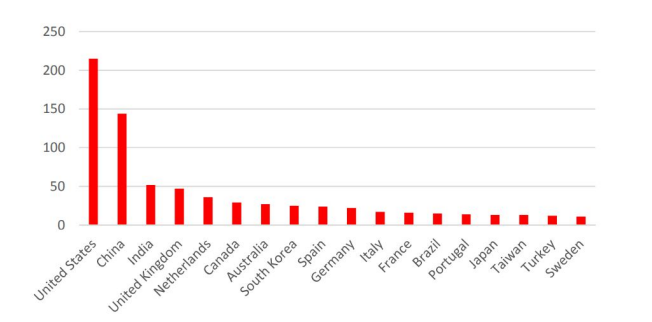 250
200
150
100
50
0
United States
China
India
United Kingdom
Netherlands
Canada
Australia
South Korea
Spain
Germany
Italy
France
Brazil
Portugal
Japan
Taiwan
Turkey
Sweden